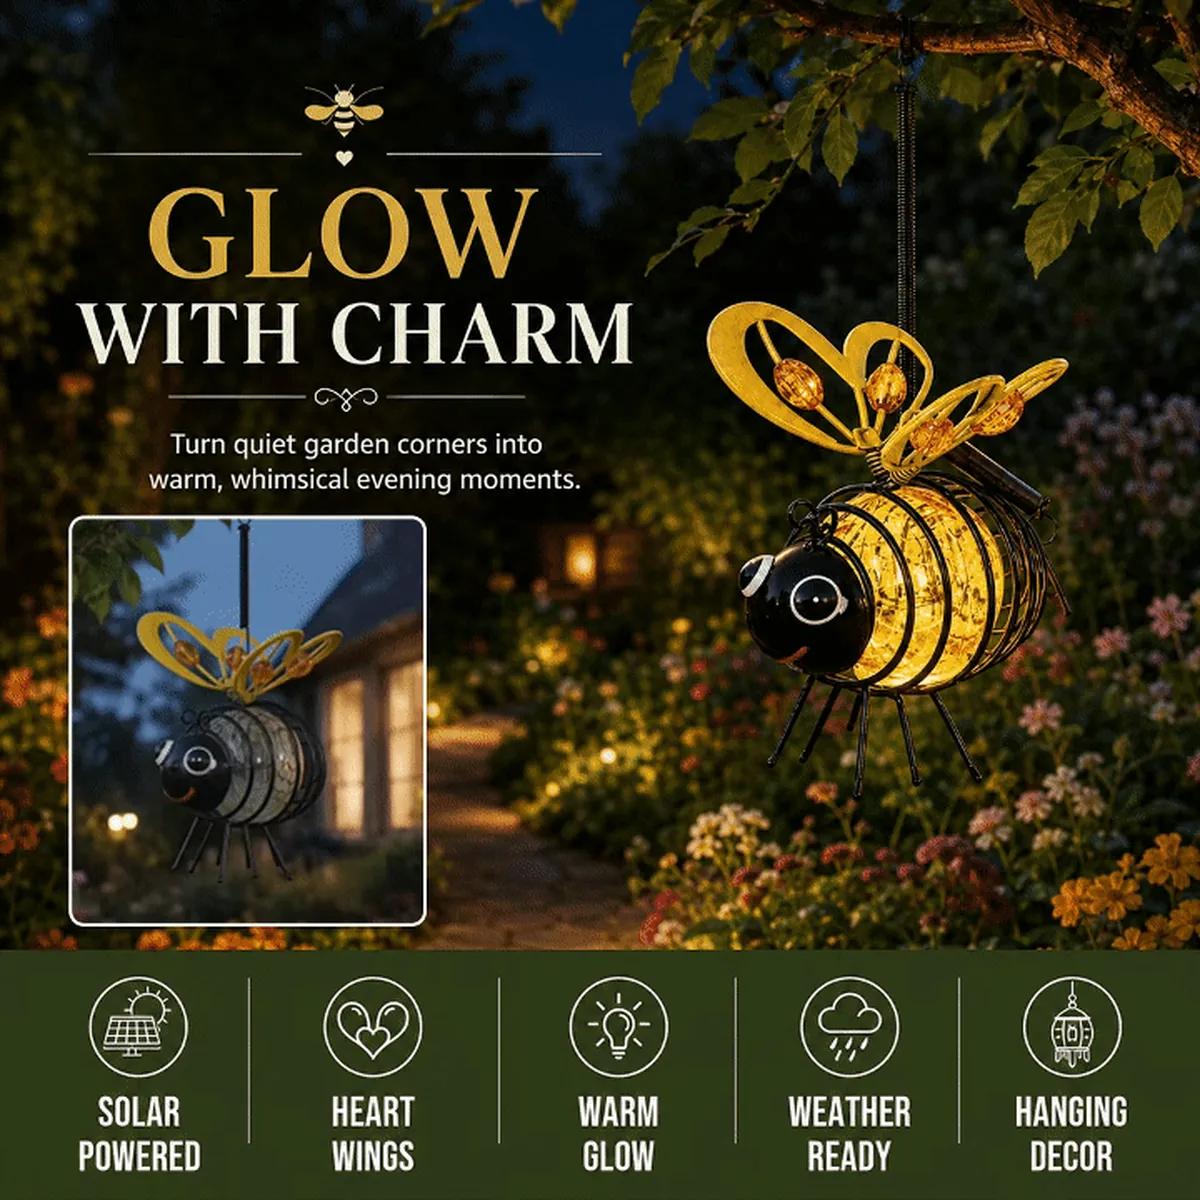 GLOW
WITH CHARM
Turn quiet garden corners into
warm, whimsical evening moments.
SOLAR
POWERED
HEART
WINGS
WARM
GLOW
WEATHER
READY
HANGING
DECOR